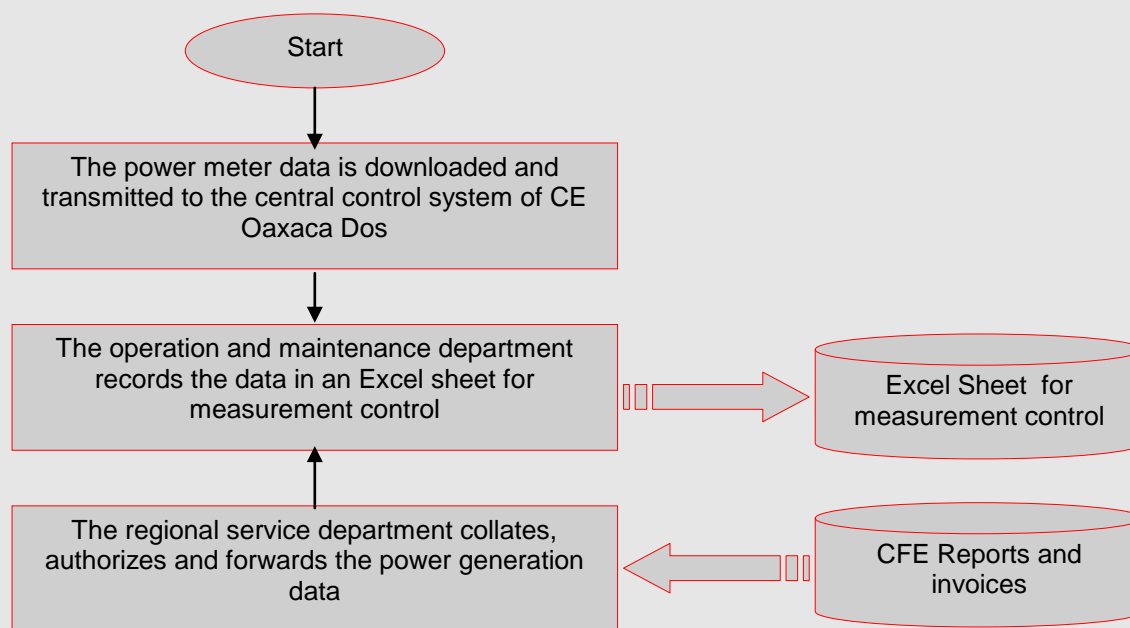 Start
The power meter data is downloaded and
transmitted to the central control system of CE
Oaxaca Dos
The operation and maintenance department
records the data in an Excel sheet for
measurement control
Excel Sheet for
measurement control
The regional service department collates,
authorizes and forwards the power generation
data
CFE Reports and
invoices